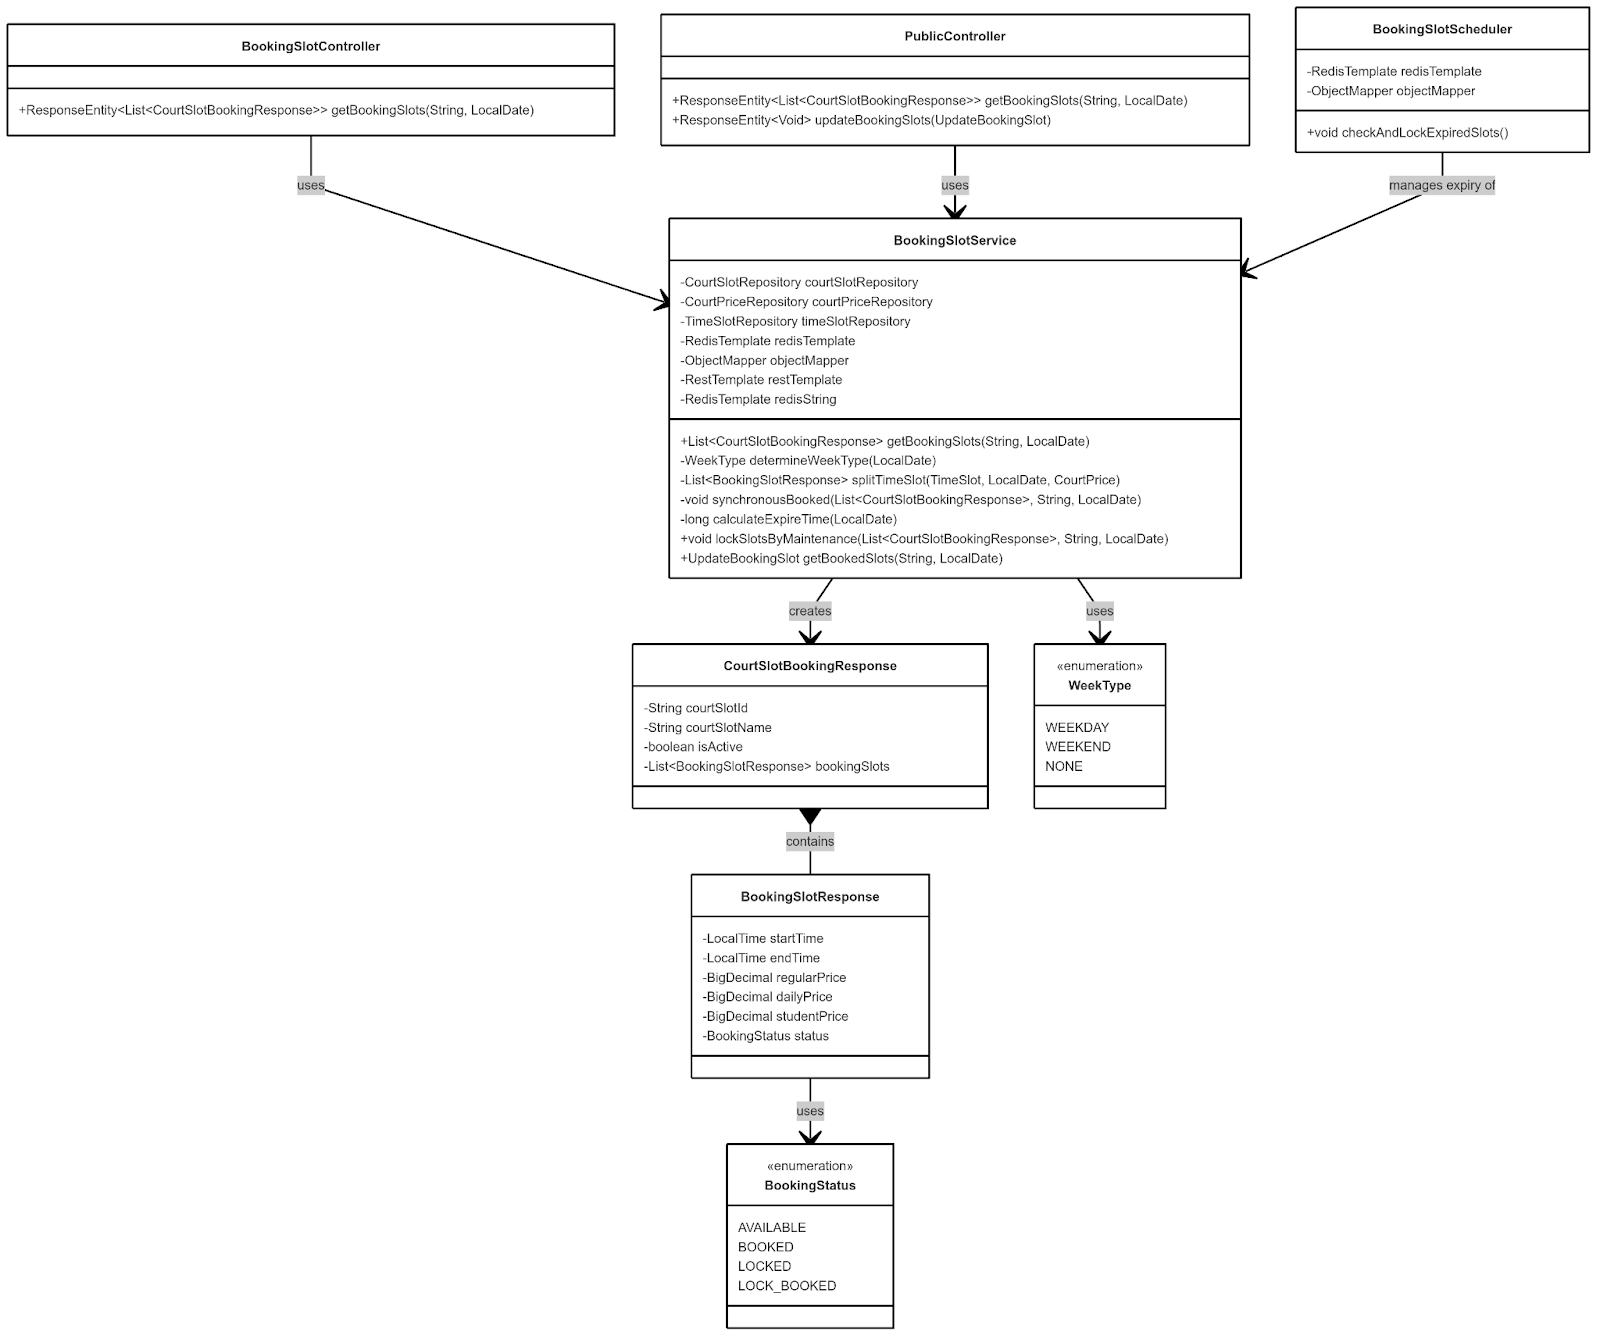 BookingSlotController
+ResponseEntity<List<CourtSlotBookingResponse>> getBookingSlots(String, LocalDate)
PublicController
+ResponseEntity<List<CourtSlotBookingResponse>> getBookingSlots(String, LocalDate)
+ResponseEntity<Void> updateBookingSlots(UpdateBookingSlot)
BookingSlotScheduler
-RedisTemplate redisTemplate
-ObjectMapper objectMapper
+void checkAndLockExpiredSlots()
uses
uses
manages expiry of
BookingSlotService
-CourtSlotRepository courtSlotRepository
-CourtPriceRepository courtPriceRepository
-TimeSlotRepository timeSlotRepository
-RedisTemplate redisTemplate
-ObjectMapper objectMapper
-RestTemplate restTemplate
-RedisTemplate redisString
+List<CourtSlotBookingResponse> getBookingSlots(String, LocalDate)
-WeekType determineWeekType(LocalDate)
-List<BookingSlotResponse> splitTimeSlot(TimeSlot, LocalDate, CourtPrice)
-void synchronousBooked(List<CourtSlotBookingResponse>, String, LocalDate)
-long calculateExpireTime(LocalDate)
+void lockSlotsByMaintenance(List<CourtSlotBookingResponse>, String, LocalDate)
+UpdateBookingSlot getBookedSlots(String, LocalDate)
creates
uses
CourtSlotBookingResponse
-String courtSlotId
-String courtSlotName
-boolean isActive
-List<BookingSlotResponse> bookingSlots
«enumeration»
WeekType
WEEKDAY
WEEKEND
NONE
contains
BookingSlotResponse
-LocalTime startTime
-LocalTime endTime
-BigDecimal regularPrice
-BigDecimal dailyPrice
-BigDecimal studentPrice
-BookingStatus status
uses
«enumeration»
BookingStatus
AVAILABLE
BOOKED
LOCKED
LOCK_BOOKED